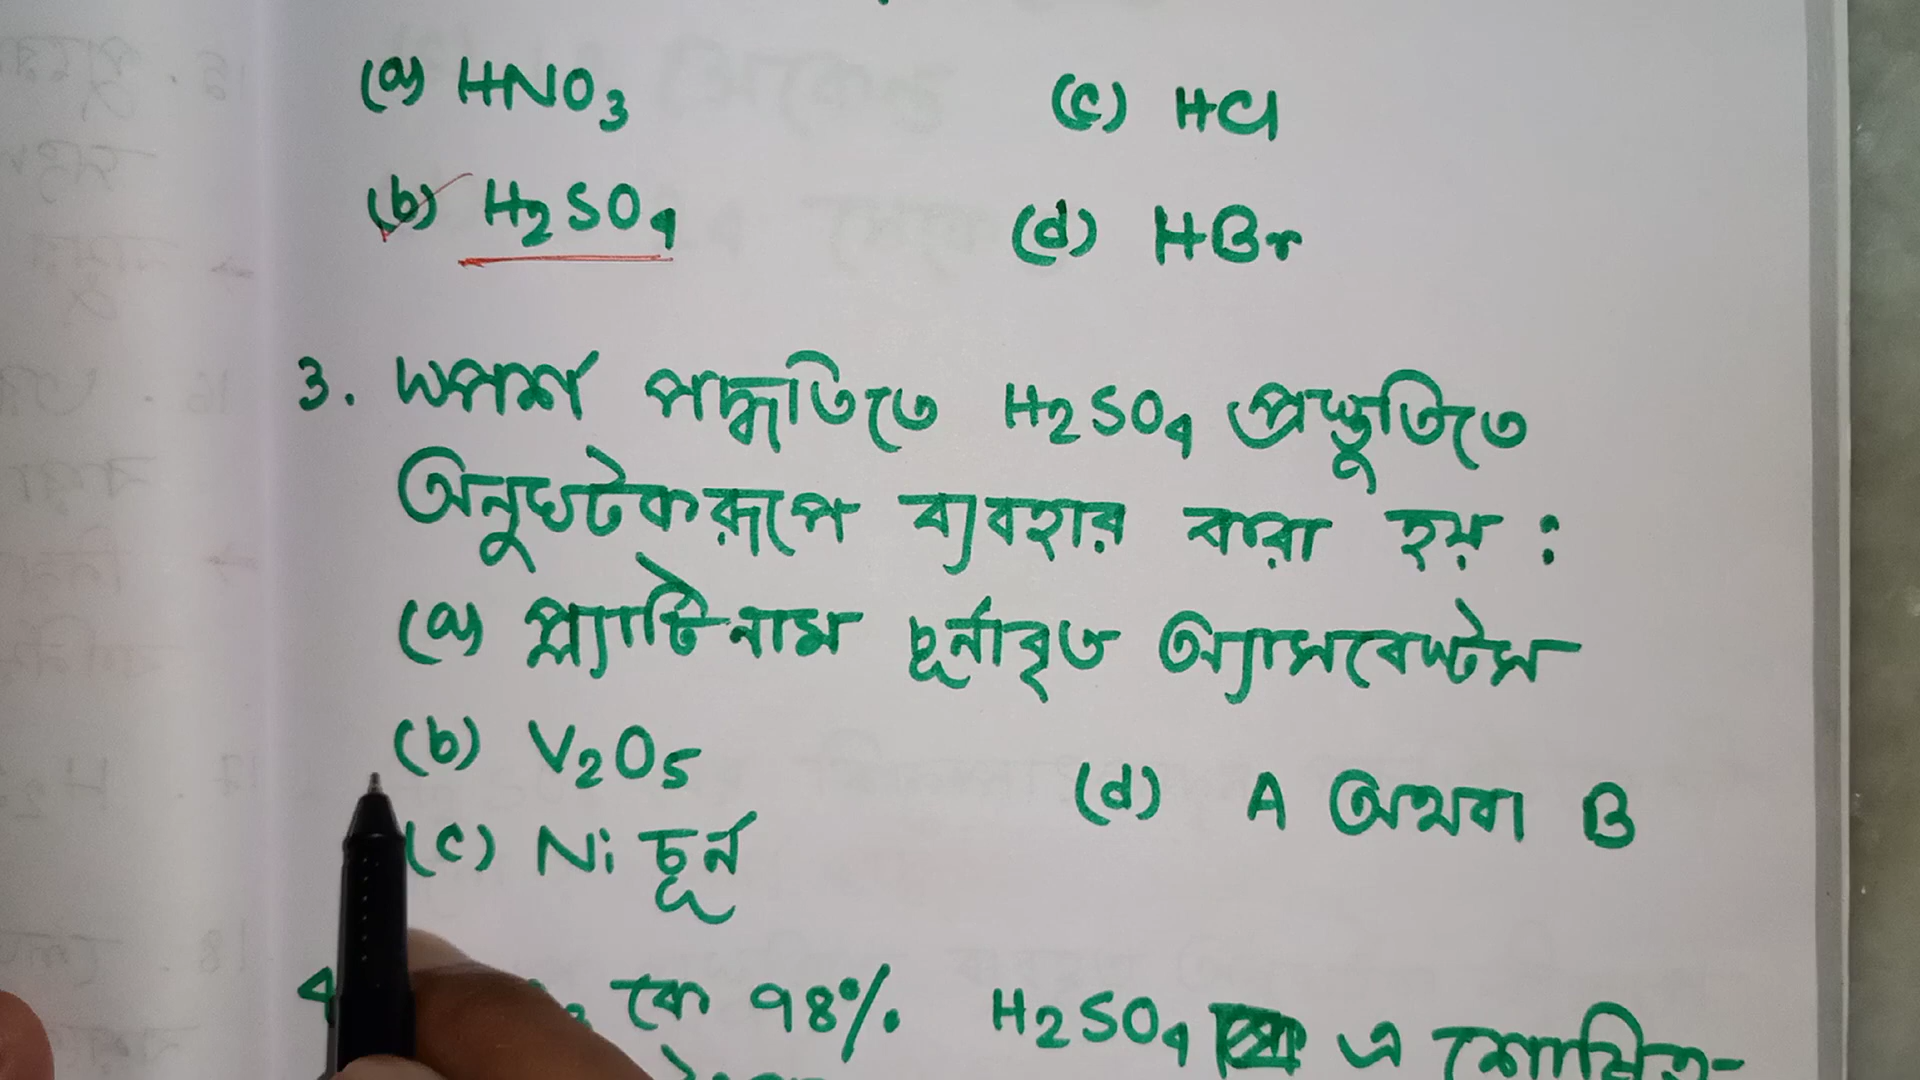 (a) HNO3 (c) HCl
(b) H2SO4 (d) HBr
3. স্পর্শ পদ্ধতিতে H2SO4 প্রস্তুতিতে
অনুঘটকরূপে ব্যবহার করা হয় :
(a) প্ল্যাটিনাম চূর্নীকৃত অ্যাসবেস্টস
(b) V2O5
(d) A অথবা B
(c) Ni চূর্ন
4 কে 98% H2SO4 এ শোষিত-